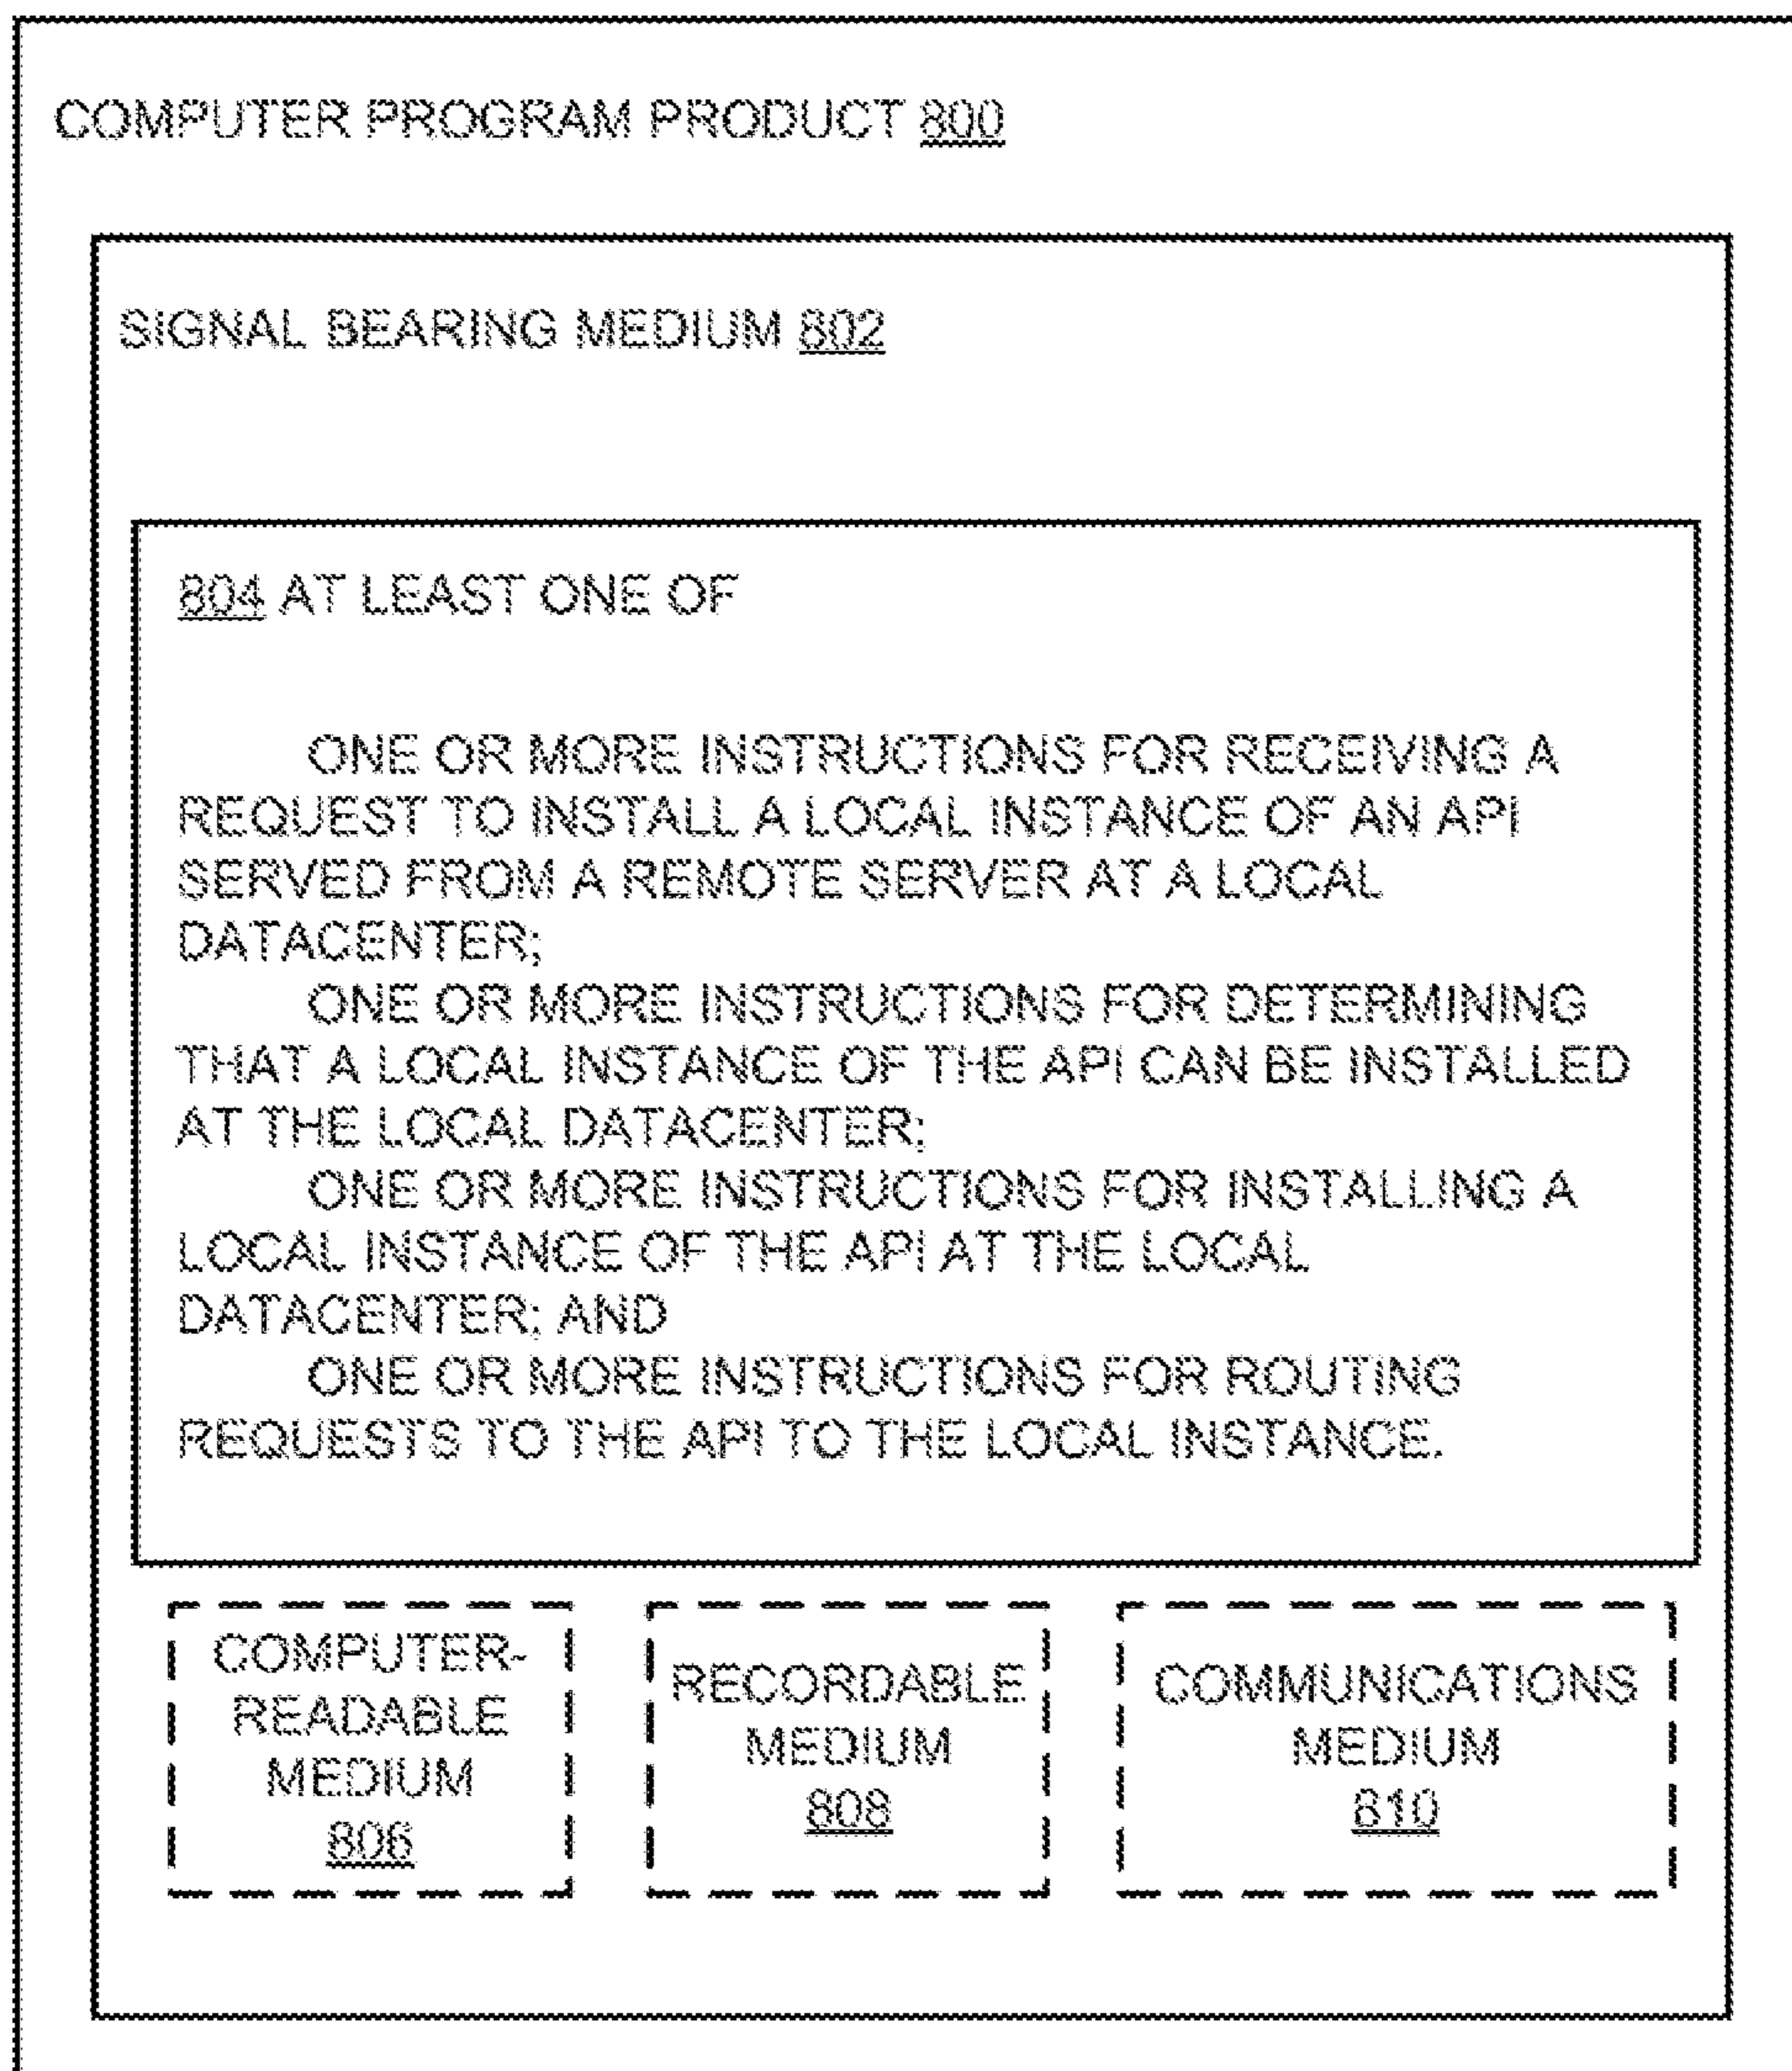 COMPUTER PROGRAM PRODUCT 800
SIGNAL BEARING MEDIUM 802
804 AT LEAST ONE OF
ONE OR MORE INSTRUCTIONS FOR RECEIVING A
REQUEST TO INSTALL A LOCAL INSTANCE OF AN API
SERVED FROM A REMOTE SERVER AT A LOCAL
DATACENTER;
ONE OR MORE INSTRUCTIONS FOR DETERMINING
THAT A LOCAL INSTANCE OF THE API CAN BE INSTALLED
AT THE LOCAL DATACENTER;
ONE OR MORE INSTRUCTIONS FOR INSTALLING A
LOCAL INSTANCE OF THE API AT THE LOCAL
DATACENTER; AND
ONE OR MORE INSTRUCTIONS FOR ROUTING
REQUESTS TO THE API TO THE LOCAL INSTANCE.
COMPUTER-
READABLE
MEDIUM
806
RECORDABLE
MEDIUM
808
COMMUNICATIONS
MEDIUM
810